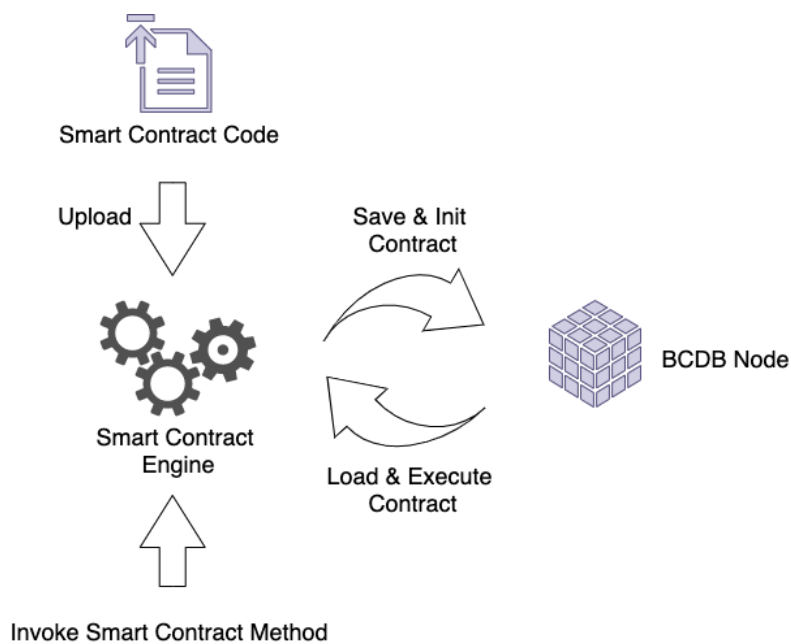 Smart Contract Code
Upload
Save & Init
Contract
BCDB Node
Smart Contract
Engine
Load & Execute
Contract
Invoke Smart Contract Method